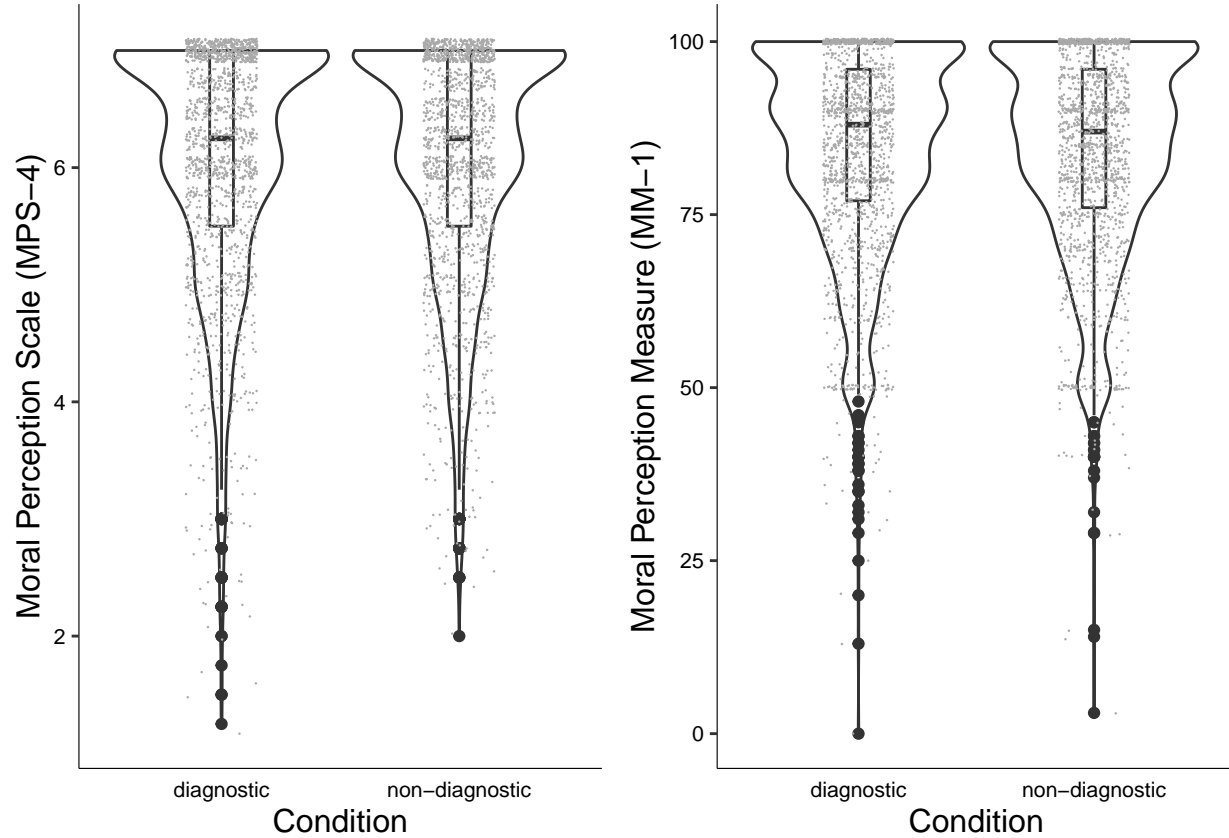 Moral Perception Scale (MPS−4)
6
4
2
diagnostic
non−diagnostic
Condition
Moral Perception Measure (MM−1)
100
75
50
25
0
diagnostic
non−diagnostic
Condition